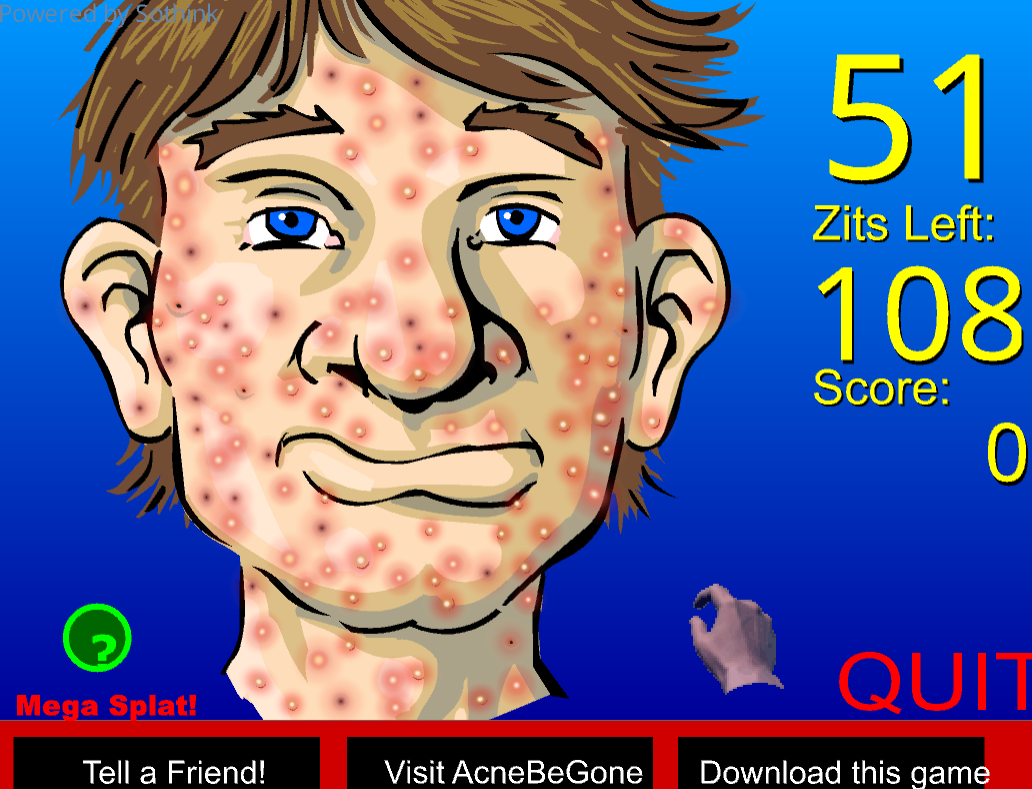 Powered by Sothink
51
Zits Left:
108
Score:
0
?
Mega Splat!
QUIT
Tell a Friend!
Visit AcneBeGone
Download this game